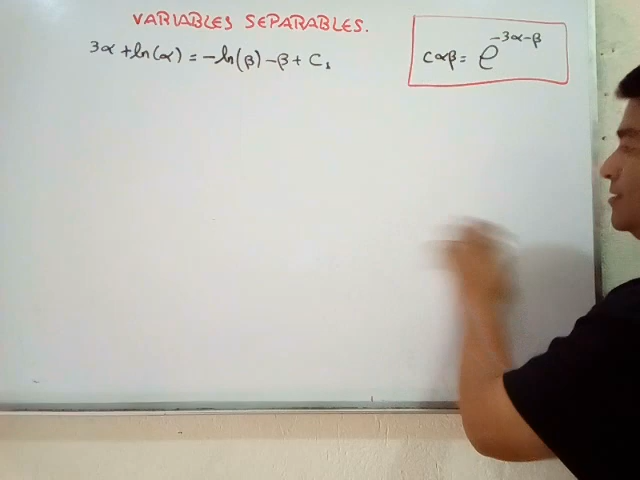 VARIABLES SEPARABLES.
3α + ln(α) = -ln(β) - β + C₁
cαβ = e^{-3α-β}